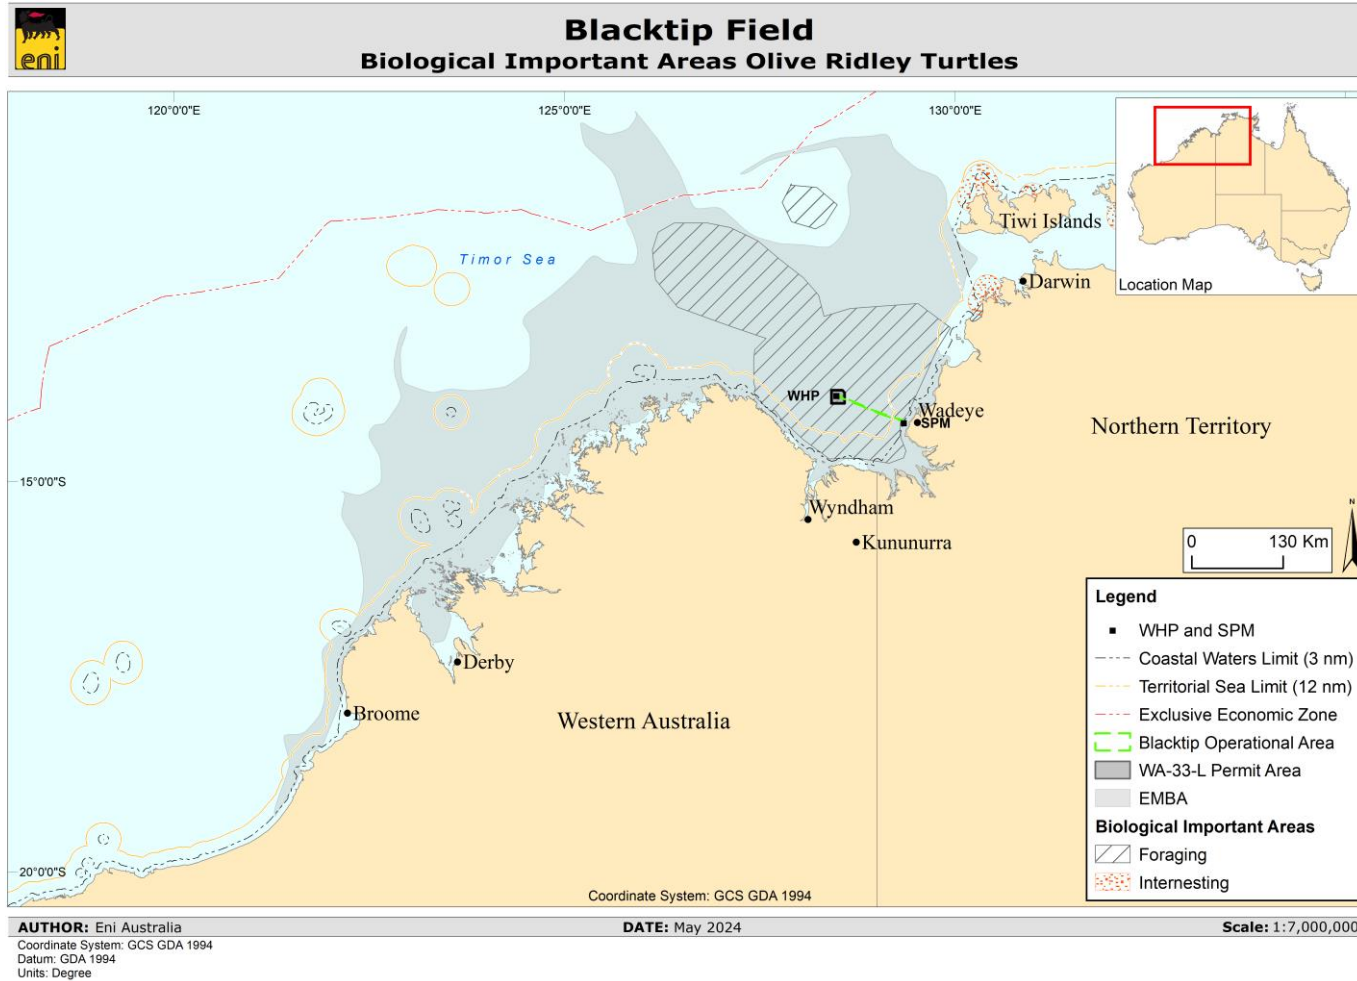 eni
Blacktip Field
Biological Important Areas Olive Ridley Turtles
120°0'0"E
125°0'0"E
130°0'0"E
Location Map
Tiwi Islands
Timor Sea
Darwin
WHP
Wadeye
SPM
Northern Territory
15°0'0"S
Wyndham
Kununurra
N
0 130 Km
Derby
Broome
Western Australia
Legend
WHP and SPM
Coastal Waters Limit (3 nm)
Territorial Sea Limit (12 nm)
Exclusive Economic Zone
Blacktip Operational Area
WA-33-L Permit Area
EMBA
Biological Important Areas
Foraging
Internesting
20°0'0"S
Coordinate System: GCS GDA 1994
AUTHOR: Eni Australia
DATE: May 2024
Scale: 1:7,000,000
Coordinate System: GCS GDA 1994
Datum: GDA 1994
Units: Degree